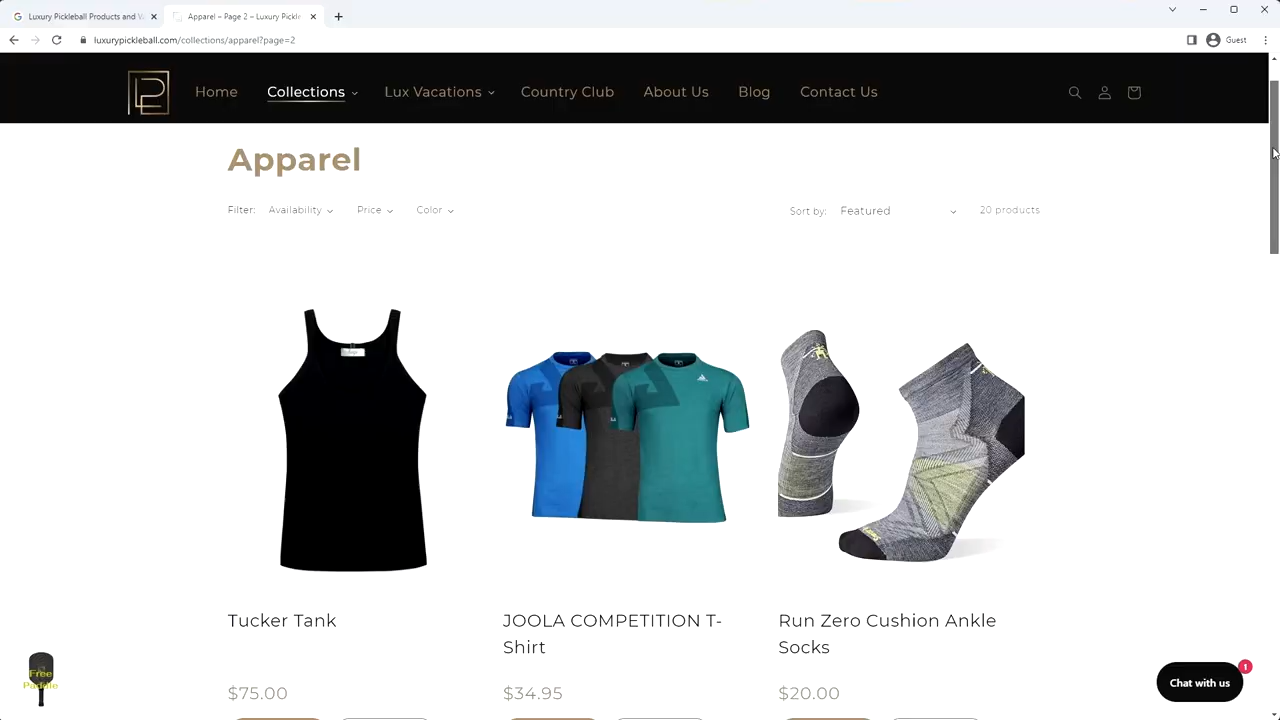 Luxury Pickleball Products and Va
Apparel – Page 2 – Luxury Pickle
luxurypickleball.com/collections/apparel?page=2
Guest
Home
Collections
Lux Vacations
Country Club
About Us
Blog
Contact Us
Apparel
Filter:
Availability
Price
Color
Sort by:
Featured
20 products
Tucker Tank
JOOLA COMPETITION T-
Shirt
Run Zero Cushion Ankle
Socks
$75.00
$34.95
$20.00
Free
Paddle
Chat with us
1